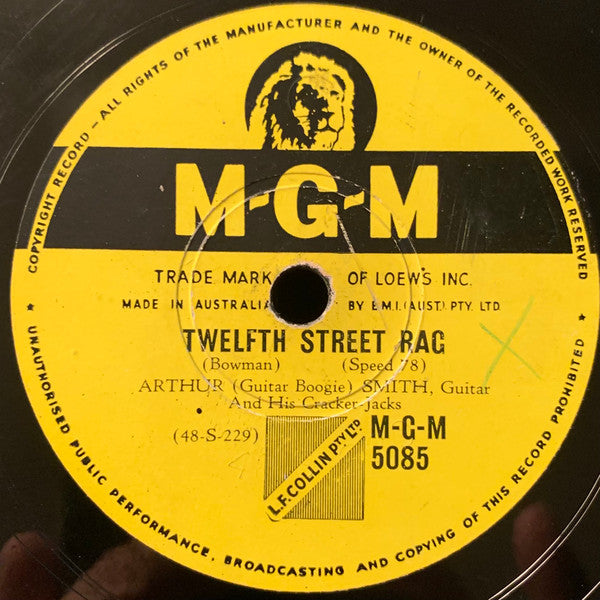 COPYRIGHT RECORD – ALL RIGHTS OF THE MANUFACTURER AND THE OWNER OF THE RECORDED WORK RESERVED
M-G-M
TRADE MARK OF LOEW'S INC.
MADE IN AUSTRALIA BY E.M.I. (AUST.) PTY. LTD
TWELFTH STREET RAG
(Bowman) (Speed 78)
ARTHUR (Guitar Boogie) SMITH, Guitar
And His Cracker-Jacks
(48-S-229)
M-G-M
5085
L.F. COLLIN PTY LTD
★ UNAUTHORISED PUBLIC PERFORMANCE, BROADCASTING AND COPYING OF THIS RECORD PROHIBITED ★